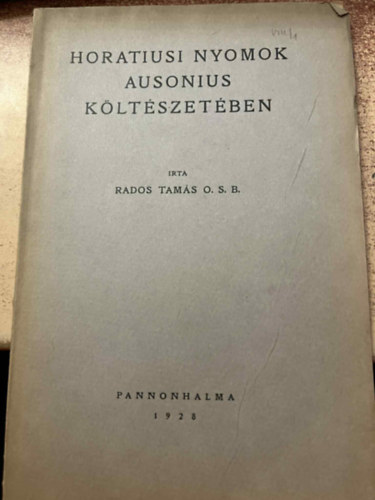 HORATIUSI NYOMOK
AUSONIUS
KÖLTÉSZETÉBEN
IRTA
RADOS TAMÁS O. S. B.
PANNONHALMA
1928